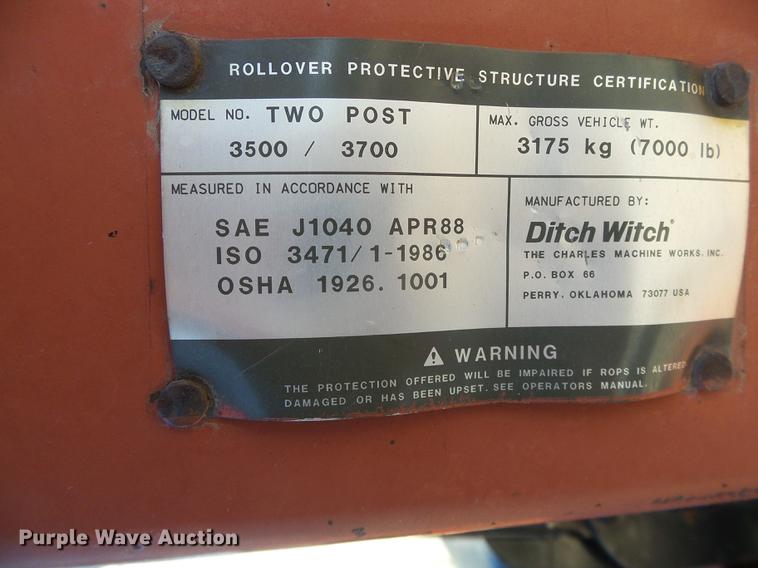 ROLLOVER PROTECTIVE STRUCTURE CERTIFICATION
MODEL NO. TWO POST
3500 / 3700
MAX. GROSS VEHICLE WT.
3175 kg (7000 lb)
MEASURED IN ACCORDANCE WITH
SAE J1040 APR88
ISO 3471/1-1986
OSHA 1926.1001
MANUFACTURED BY:
Ditch Witch®
THE CHARLES MACHINE WORKS, INC.
P.O. BOX 66
PERRY, OKLAHOMA 73077 USA
⚠ WARNING
THE PROTECTION OFFERED WILL BE IMPAIRED IF ROPS IS ALTERED
DAMAGED OR HAS BEEN UPSET. SEE OPERATORS MANUAL.
Purple Wave Auction